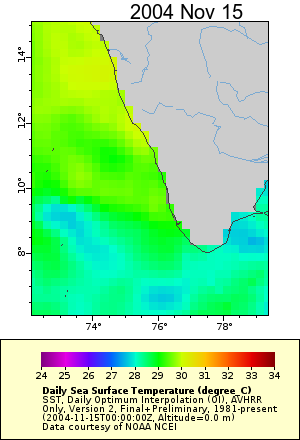 2004 Nov 15
14°
12°
10°
8°
74° 76° 78°
24 25 26 27 28 29 30 31 32 33 34
Daily Sea Surface Temperature (degree_C)
SST, Daily Optimum Interpolation (OI), AVHRR
Only, Version 2, Final+Preliminary, 1981-present
(2004-11-15T00:00:00Z, Altitude=0.0 m)
Data courtesy of NOAA NCEI